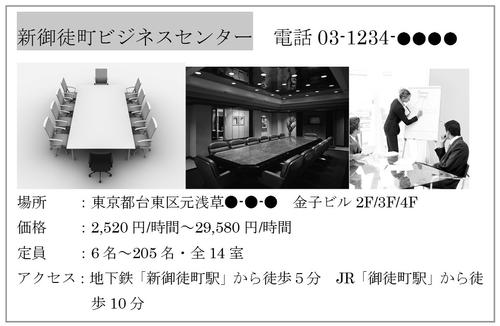 新御徒町ビジネスセンター　電話 03-1234-●●●●
場所　　：東京都台東区元浅草●-●-●　金子ビル 2F/3F/4F
価格　　：2,520 円/時間～29,580 円/時間
定員　　：6 名～205 名・全 14 室
アクセス：地下鉄「新御徒町駅」から徒歩５分　JR「御徒町駅」から徒
歩 10 分